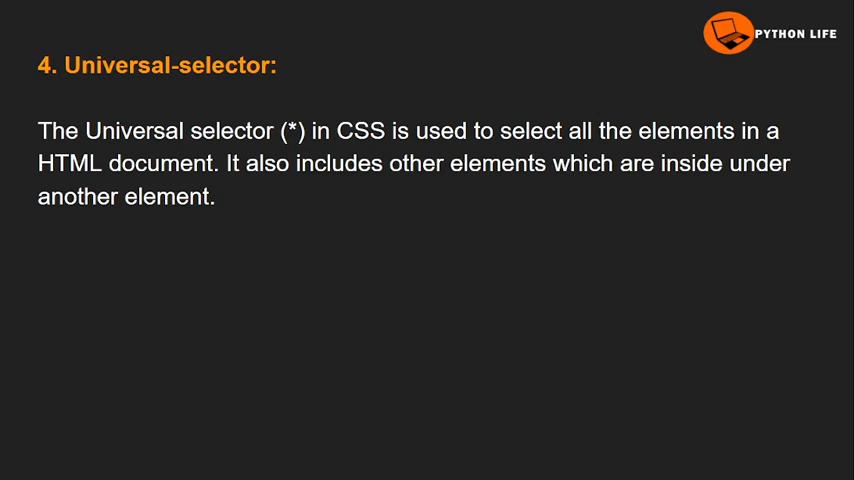 PYTHON LIFE
4. Universal-selector:
The Universal selector (*) in CSS is used to select all the elements in a
HTML document. It also includes other elements which are inside under
another element.